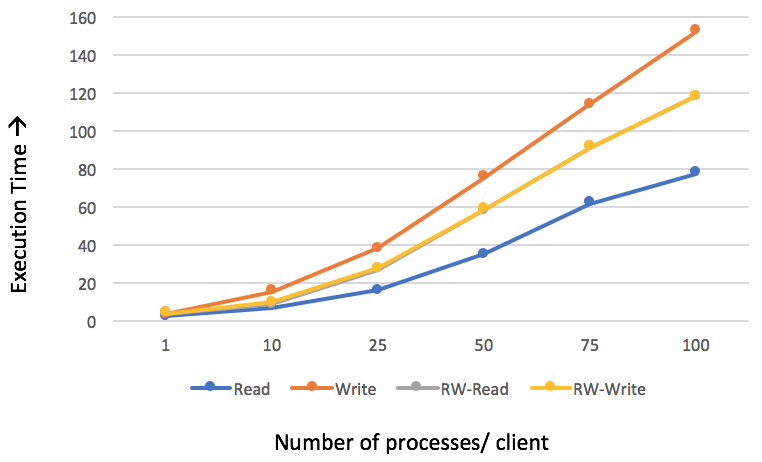 160
140
120
100
80
60
40
20
0
Execution Time →
1 10 25 50 75 100
Read Write RW-Read RW-Write
Number of processes/ client